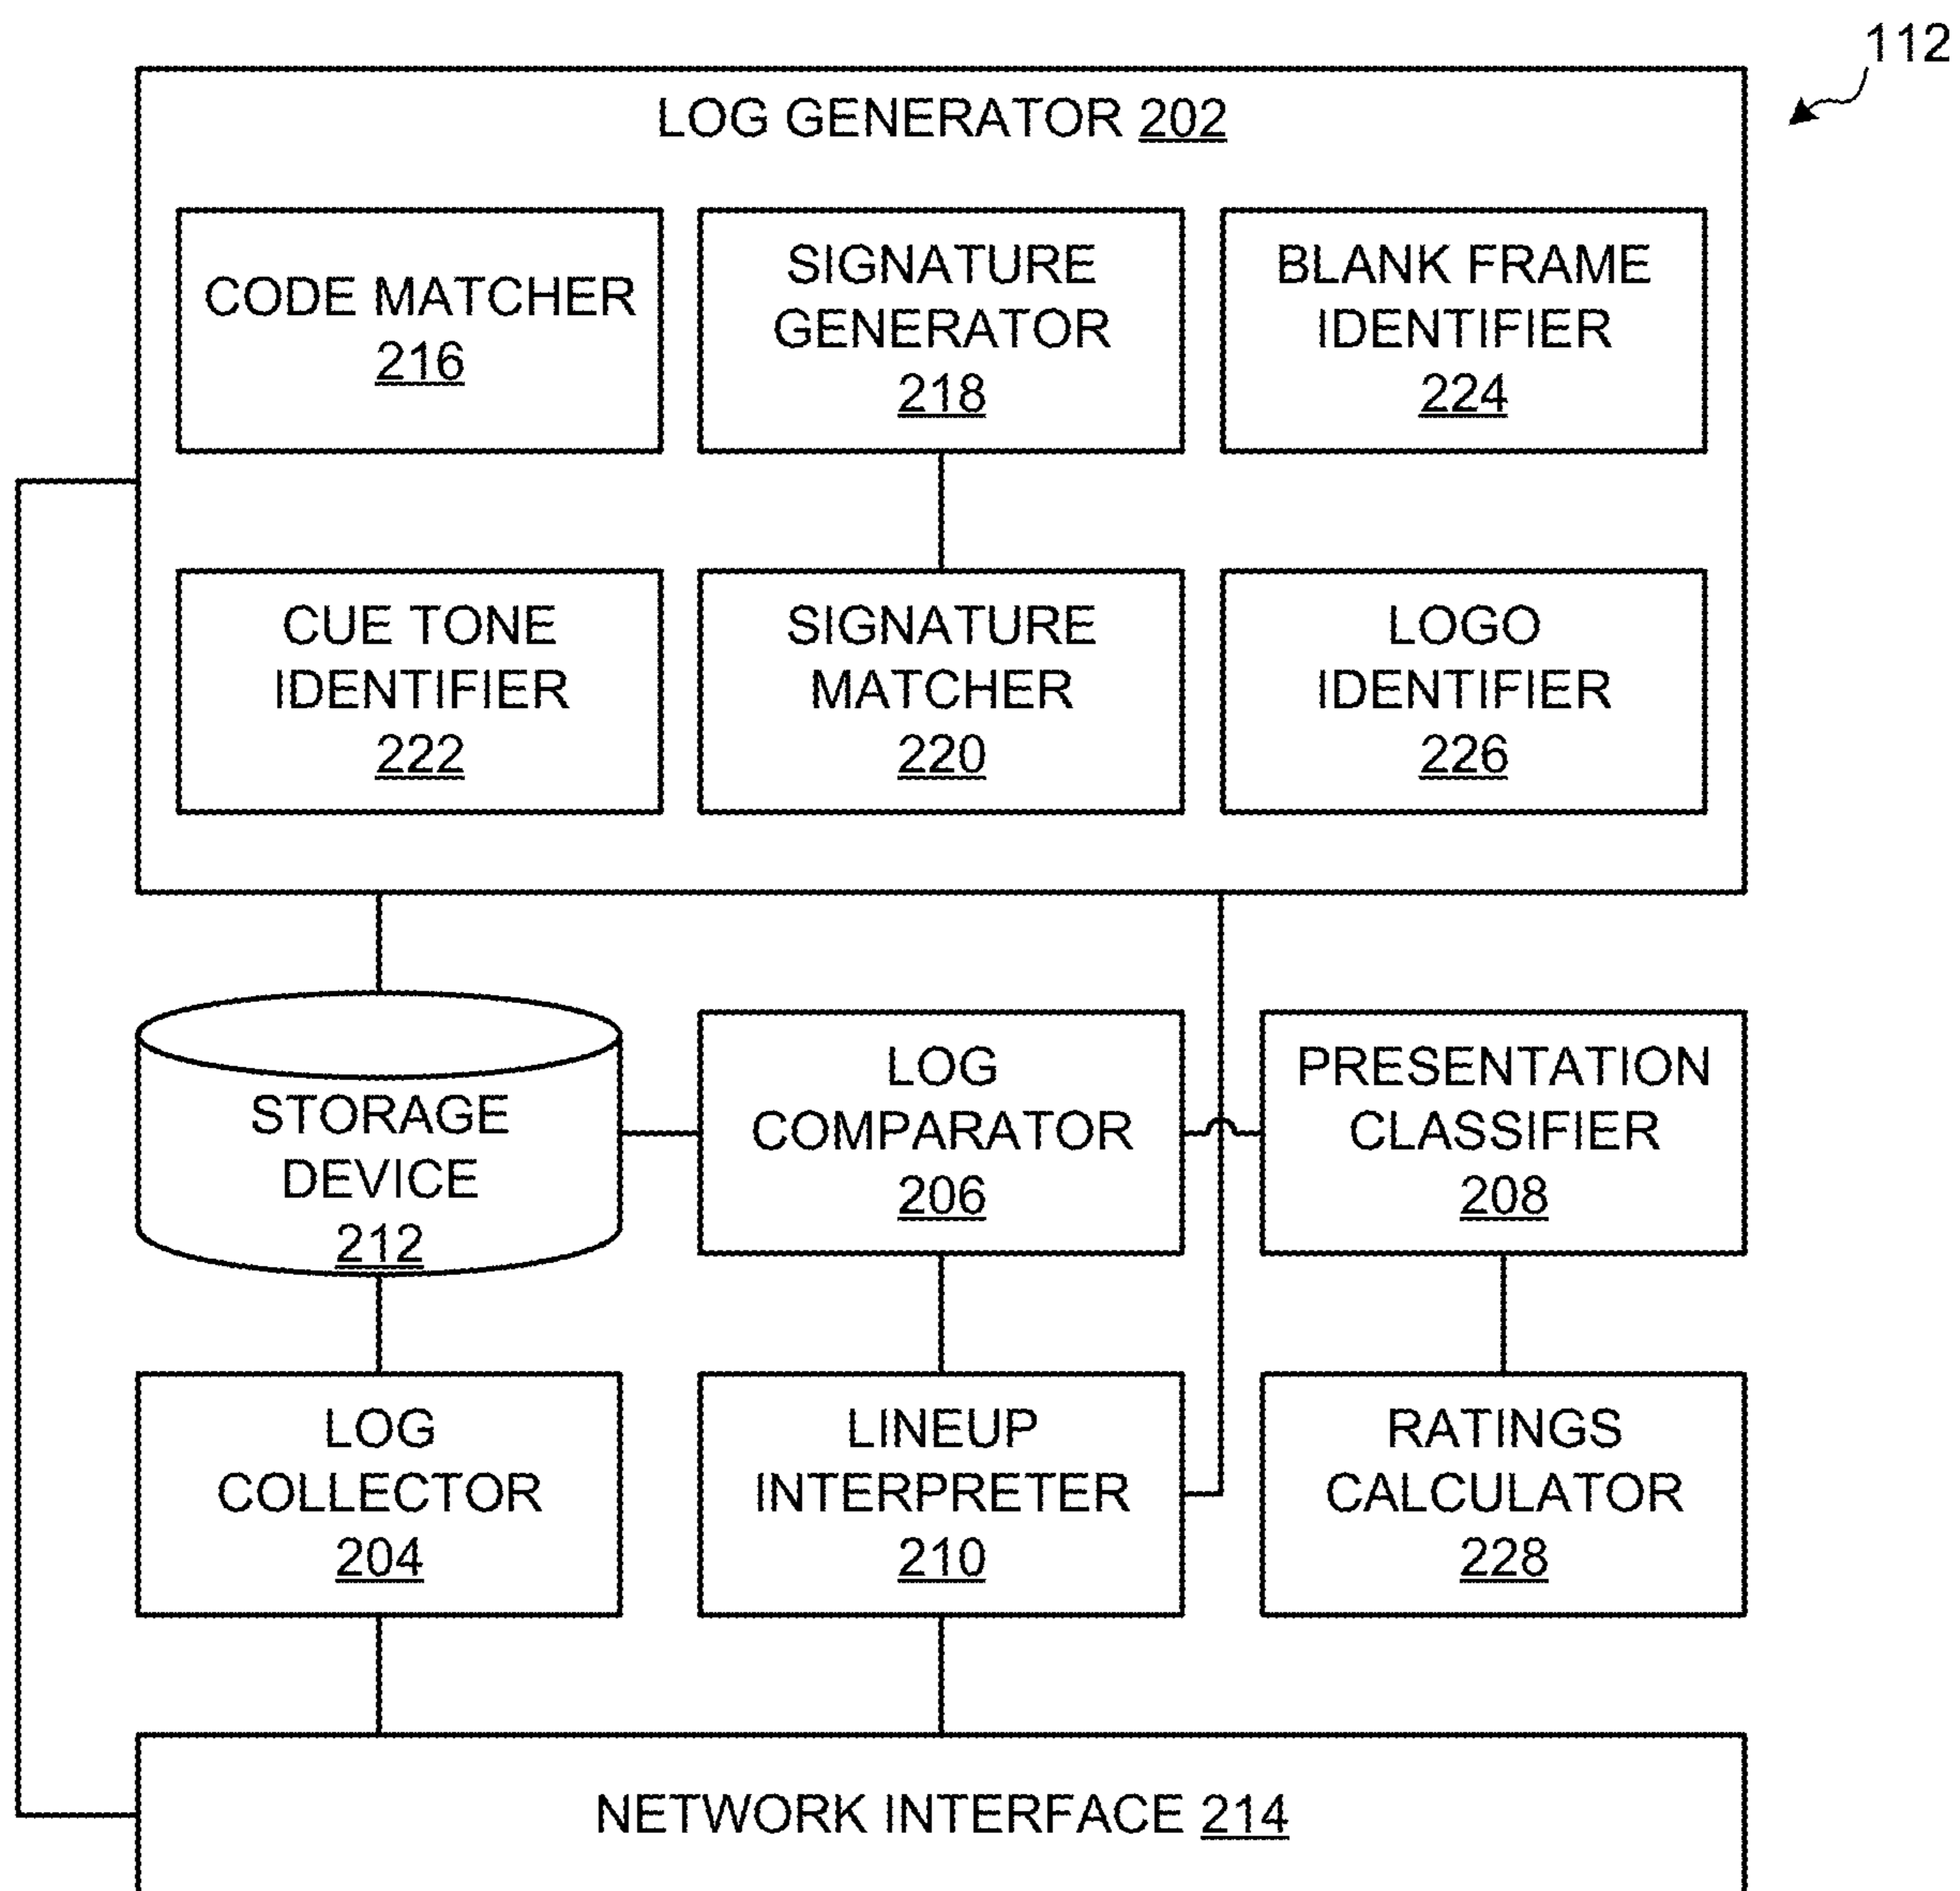 112
LOG GENERATOR 202
CODE MATCHER
216
SIGNATURE
GENERATOR
218
BLANK FRAME
IDENTIFIER
224
CUE TONE
IDENTIFIER
222
SIGNATURE
MATCHER
220
LOGO
IDENTIFIER
226
STORAGE
DEVICE
212
LOG
COMPARATOR
206
PRESENTATION
CLASSIFIER
208
LOG
COLLECTOR
204
LINEUP
INTERPRETER
210
RATINGS
CALCULATOR
228
NETWORK INTERFACE 214